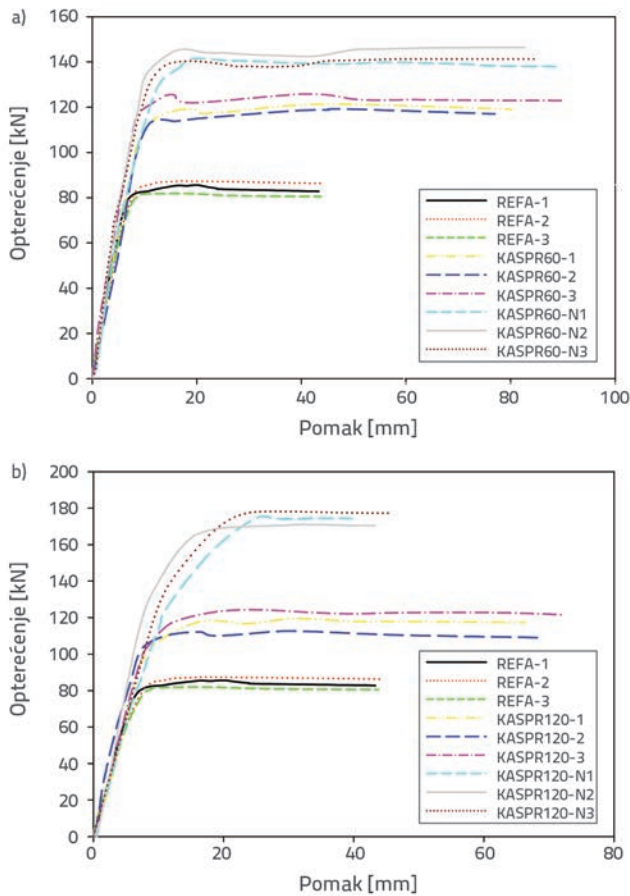 a)
160
140
120
100
80
60
40
20
0
Opterećenje [kN]
REFA-1
REFA-2
REFA-3
KASPR60-1
KASPR60-2
KASPR60-3
KASPR60-N1
KASPR60-N2
KASPR60-N3
0 20 40 60 80 100
Pomak [mm]
b)
200
180
160
140
120
100
80
60
40
20
0
Opterećenje [kN]
REFA-1
REFA-2
REFA-3
KASPR120-1
KASPR120-2
KASPR120-3
KASPR120-N1
KASPR120-N2
KASPR120-N3
0 20 40 60 80
Pomak [mm]